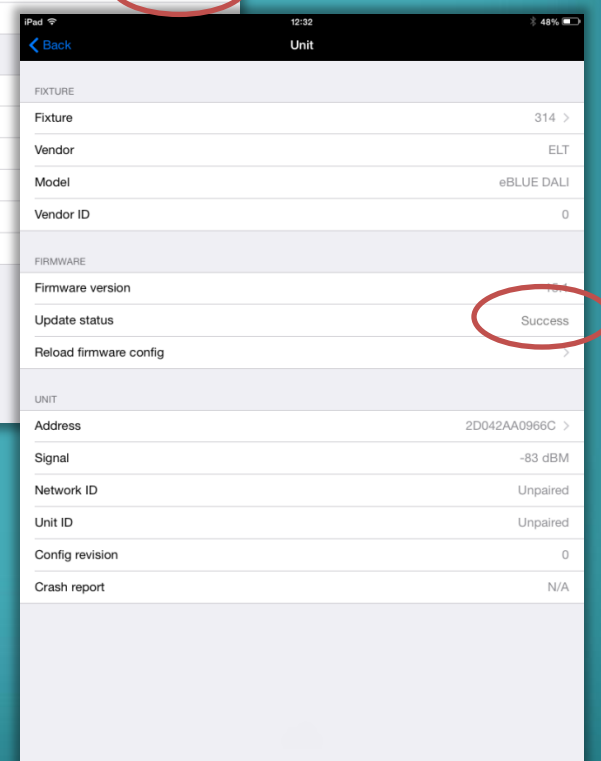 iPad 12:32 48%
Back Unit
FIXTURE
Fixture 314
Vendor ELT
Model eBLUE DALI
Vendor ID 0
FIRMWARE
Firmware version
Update status Success
Reload firmware config
UNIT
Address 2D042AA0966C
Signal -83 dBM
Network ID Unpaired
Unit ID Unpaired
Config revision 0
Crash report N/A